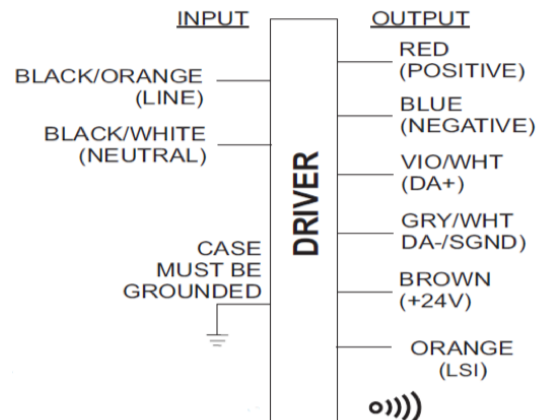 INPUT
BLACK/ORANGE
(LINE)
BLACK/WHITE
(NEUTRAL)
CASE
MUST BE
GROUNDED
DRIVER
OUTPUT
RED
(POSITIVE)
BLUE
(NEGATIVE)
VIO/WHT
(DA+)
GRY/WHT
DA-/SGND)
BROWN
(+24V)
ORANGE
(LSI)